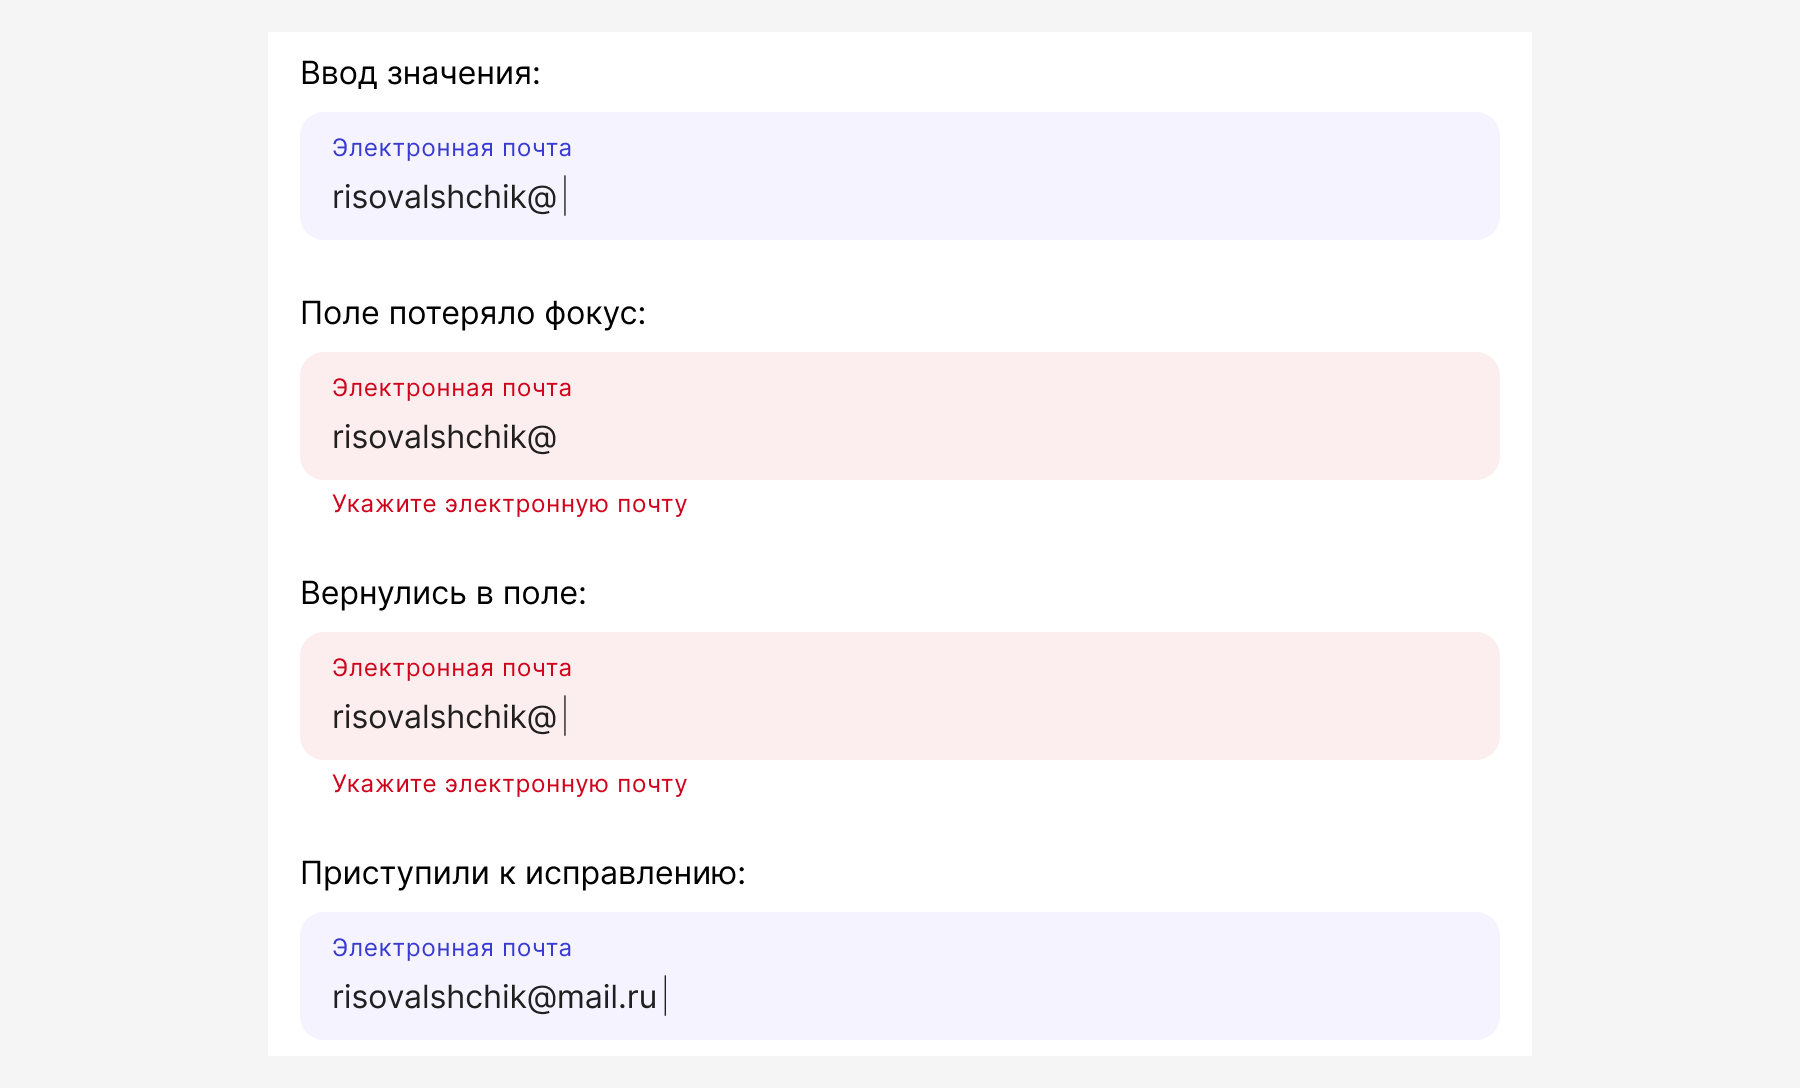 Ввод значения:
Электронная почта
risovalshchik@
Поле потеряло фокус:
Электронная почта
risovalshchik@
Укажите электронную почту
Вернулись в поле:
Электронная почта
risovalshchik@
Укажите электронную почту
Приступили к исправлению:
Электронная почта
risovalshchik@mail.ru